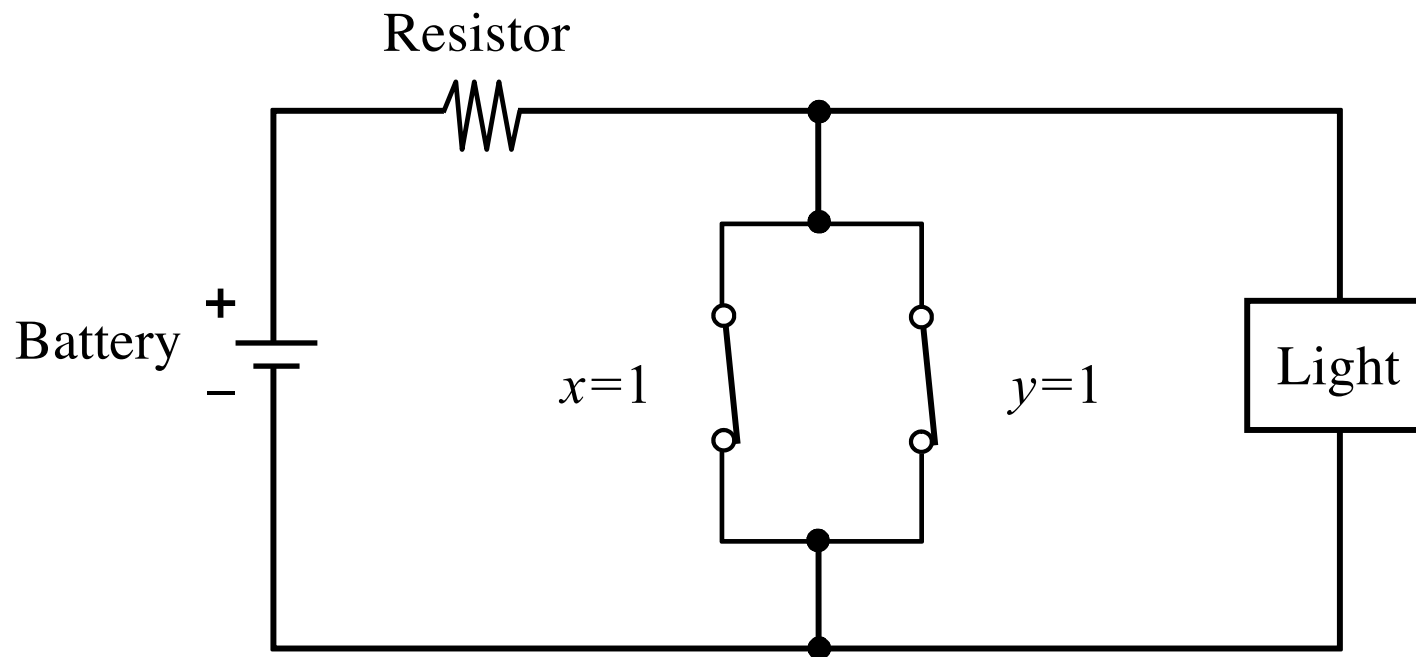 Resistor
+
Battery
−
x=1
y=1
Light